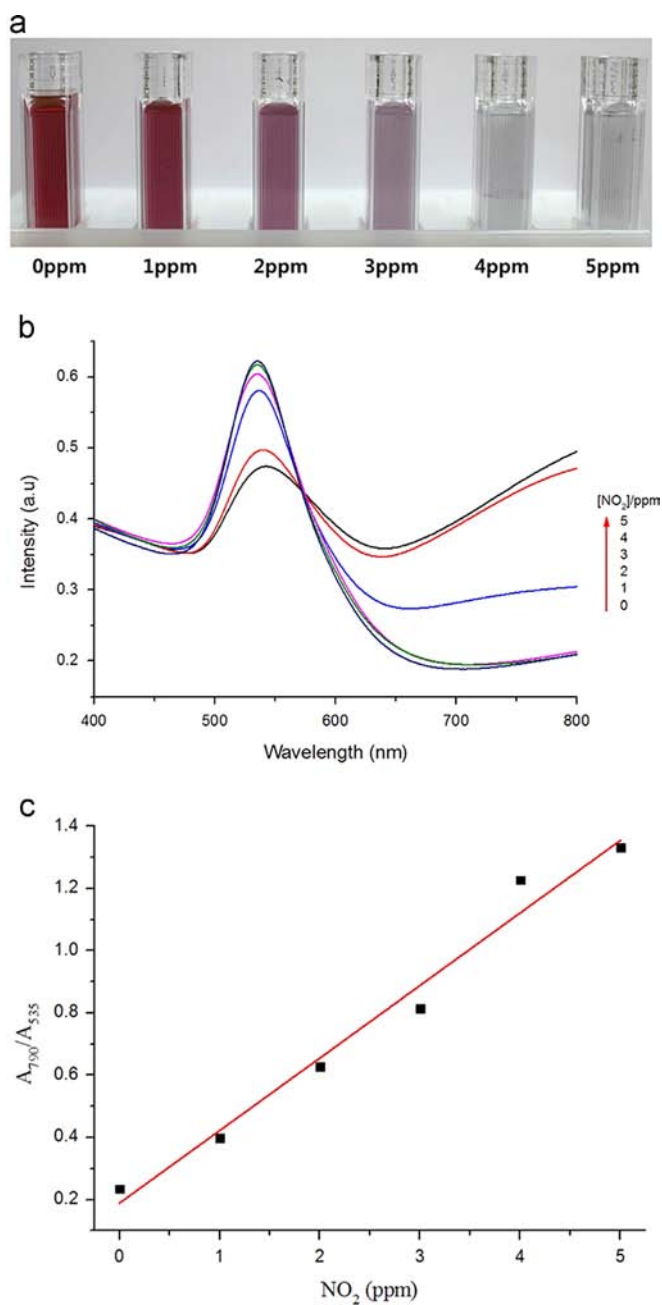 a
0ppm 1ppm 2ppm 3ppm 4ppm 5ppm
b
Intensity (a.u)
0.6
0.5
0.4
0.3
0.2
400 500 600 700 800
Wavelength (nm)
[NO₂]/ppm
5
4
3
2
1
0
c
A₇₉₀/A₅₃₅
1.4
1.2
1.0
0.8
0.6
0.4
0.2
0 1 2 3 4 5
NO₂ (ppm)